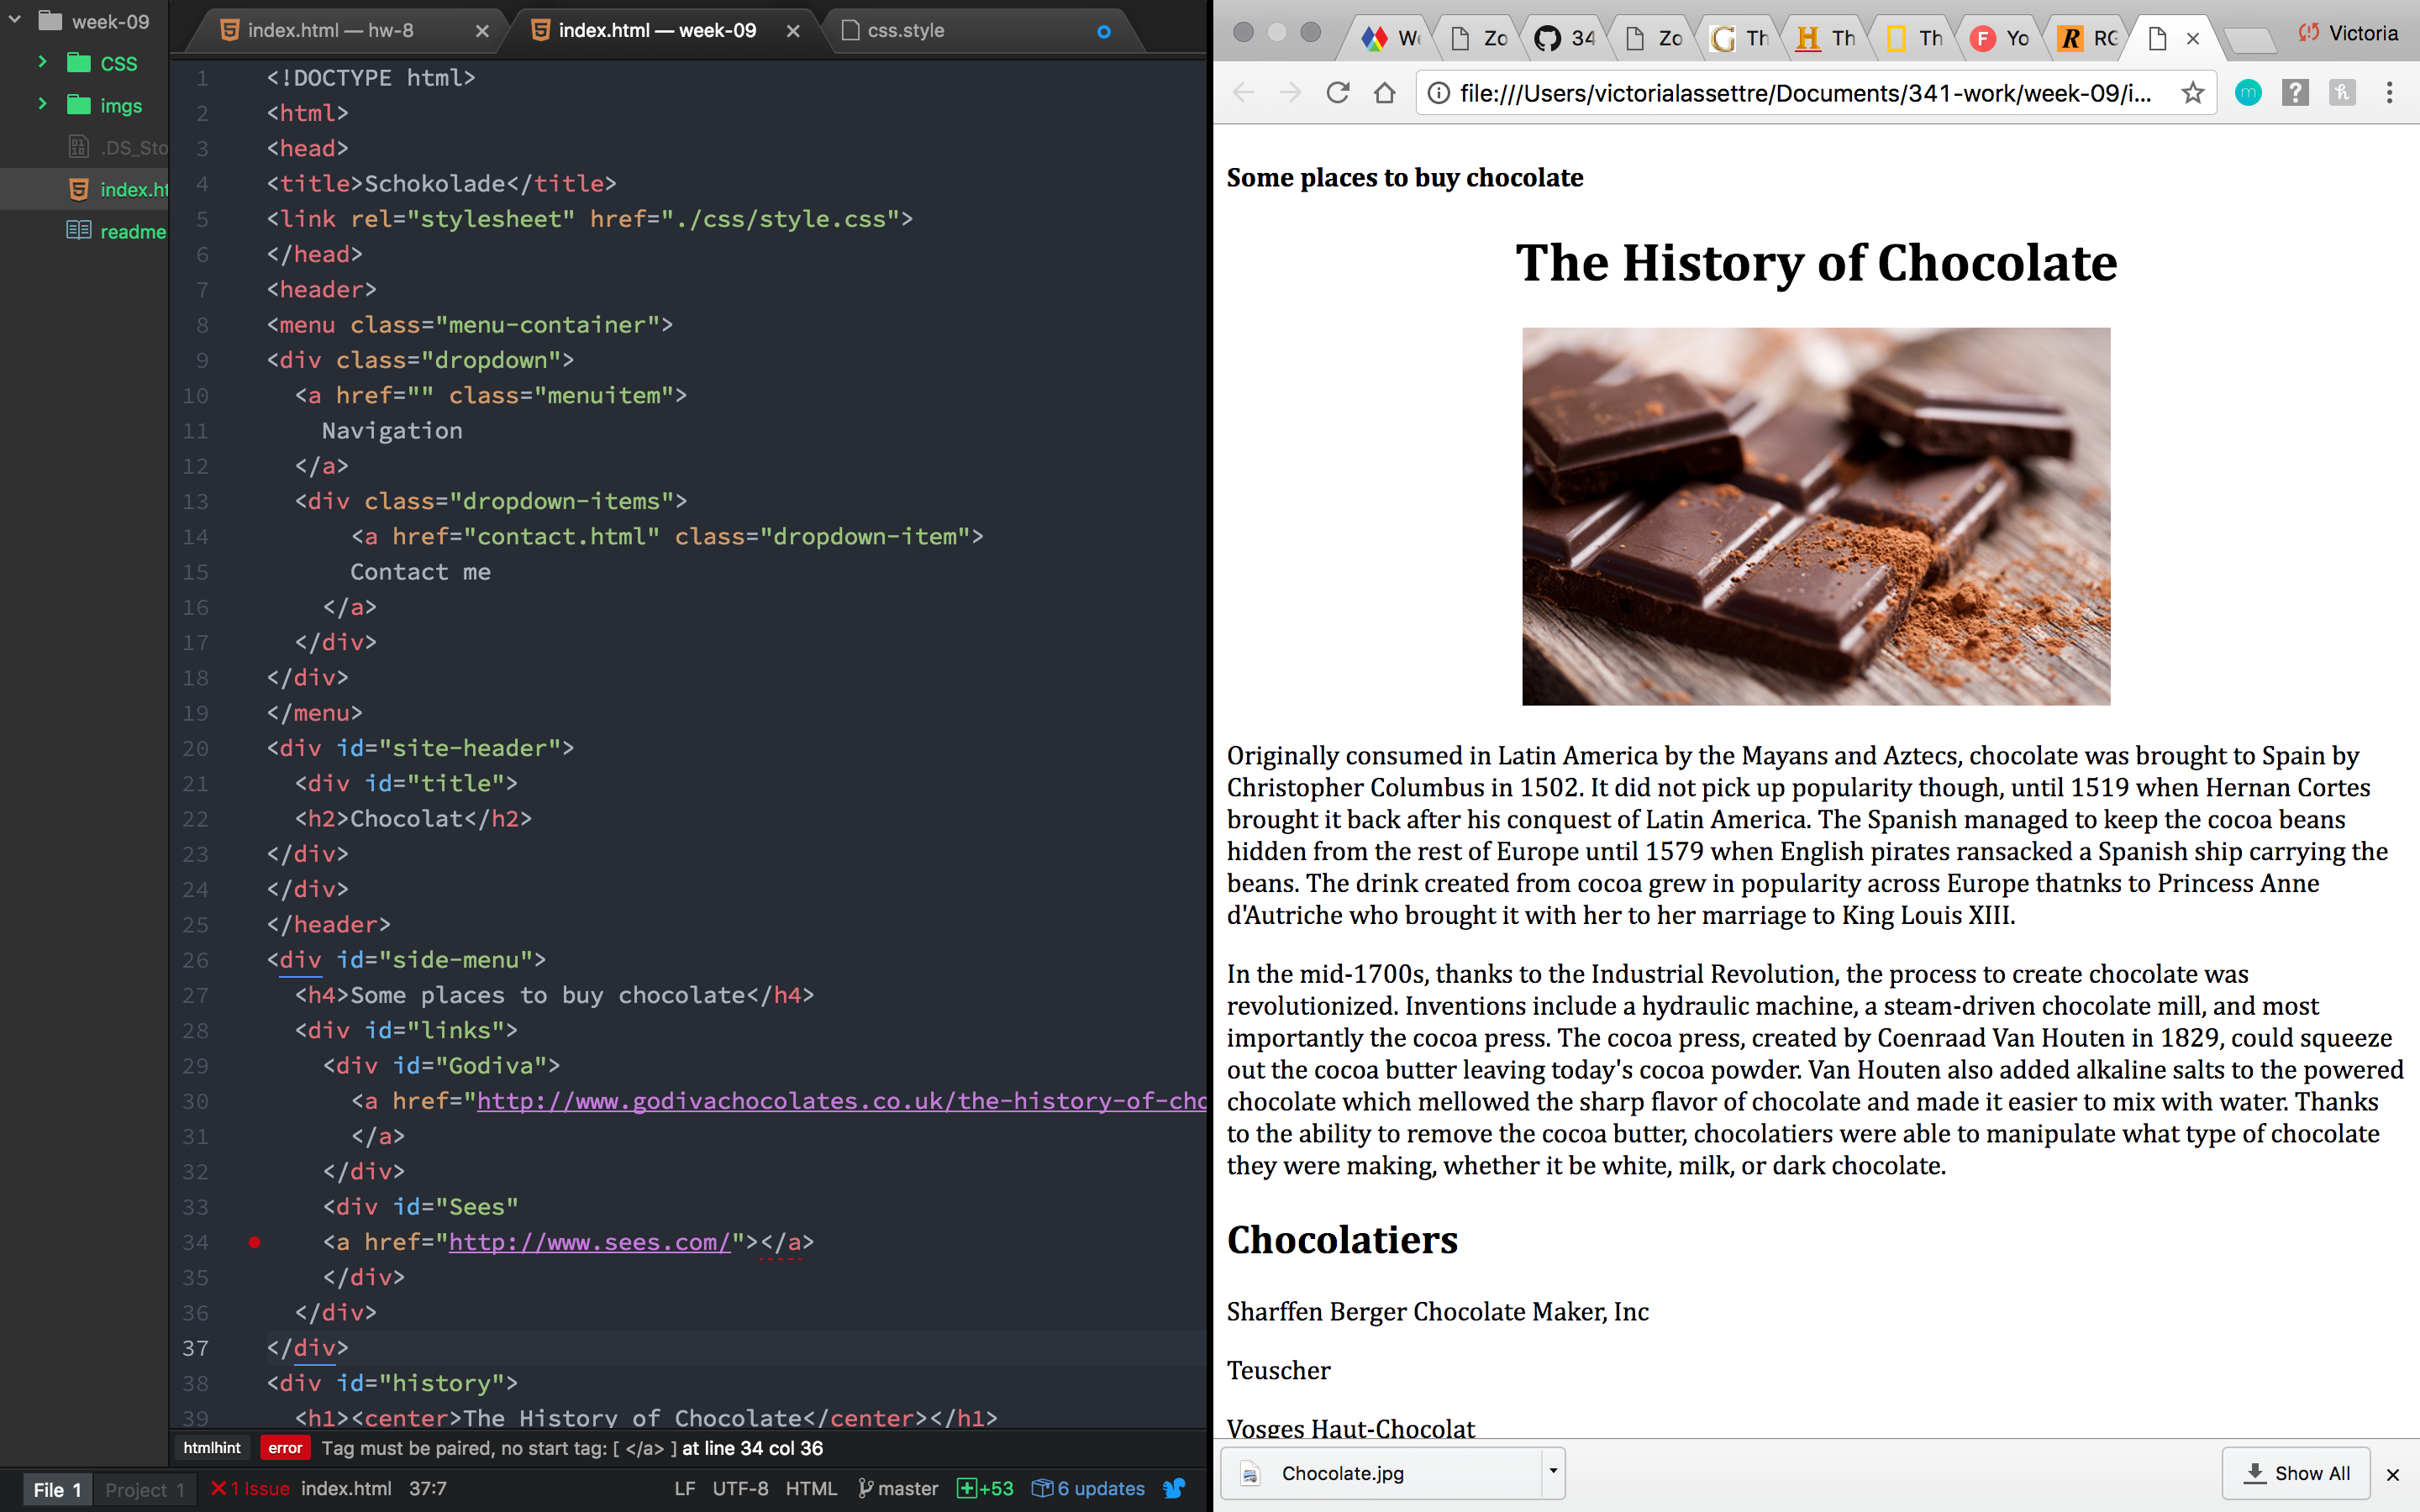 week-09
CSS
imgs
.DS_Sto
index.ht
readme
index.html — hw-8
index.html — week-09
css.style
1 <!DOCTYPE html>
2 <html>
3 <head>
4 <title>Schokolade</title>
5 <link rel="stylesheet" href="./css/style.css">
6 </head>
7 <header>
8 <menu class="menu-container">
9 <div class="dropdown">
10 <a href="" class="menuitem">
11 Navigation
12 </a>
13 <div class="dropdown-items">
14 <a href="contact.html" class="dropdown-item">
15 Contact me
16 </a>
17 </div>
18 </div>
19 </menu>
20 <div id="site-header">
21 <div id="title">
22 <h2>Chocolat</h2>
23 </div>
24 </div>
25 </header>
26 <div id="side-menu">
27 <h4>Some places to buy chocolate</h4>
28 <div id="links">
29 <div id="Godiva">
30 <a href="http://www.godivachocolates.co.uk/the-history-of-cho
31 </a>
32 </div>
33 <div id="Sees"
34 <a href="http://www.sees.com/"></a>
35 </div>
36 </div>
37 </div>
38 <div id="history">
39 <h1><center>The History of Chocolate</center></h1>
htmlhint error Tag must be paired, no start tag: [ </a> ] at line 34 col 36
File 1 Project 1 1 Issue index.html 37:7 LF UTF-8 HTML master +53 6 updates
We Zo 34 Zo Th Th Th Yo RC Victoria
file:///Users/victorialassettre/Documents/341-work/week-09/i...
Some places to buy chocolate
The History of Chocolate
Originally consumed in Latin America by the Mayans and Aztecs, chocolate was brought to Spain by
Christopher Columbus in 1502. It did not pick up popularity though, until 1519 when Hernan Cortes
brought it back after his conquest of Latin America. The Spanish managed to keep the cocoa beans
hidden from the rest of Europe until 1579 when English pirates ransacked a Spanish ship carrying the
beans. The drink created from cocoa grew in popularity across Europe thatnks to Princess Anne
d'Autriche who brought it with her to her marriage to King Louis XIII.
In the mid-1700s, thanks to the Industrial Revolution, the process to create chocolate was
revolutionized. Inventions include a hydraulic machine, a steam-driven chocolate mill, and most
importantly the cocoa press. The cocoa press, created by Coenraad Van Houten in 1829, could squeeze
out the cocoa butter leaving today's cocoa powder. Van Houten also added alkaline salts to the powered
chocolate which mellowed the sharp flavor of chocolate and made it easier to mix with water. Thanks
to the ability to remove the cocoa butter, chocolatiers were able to manipulate what type of chocolate
they were making, whether it be white, milk, or dark chocolate.
Chocolatiers
Sharffen Berger Chocolate Maker, Inc
Teuscher
Vosges Haut-Chocolat
Chocolate.jpg
Show All